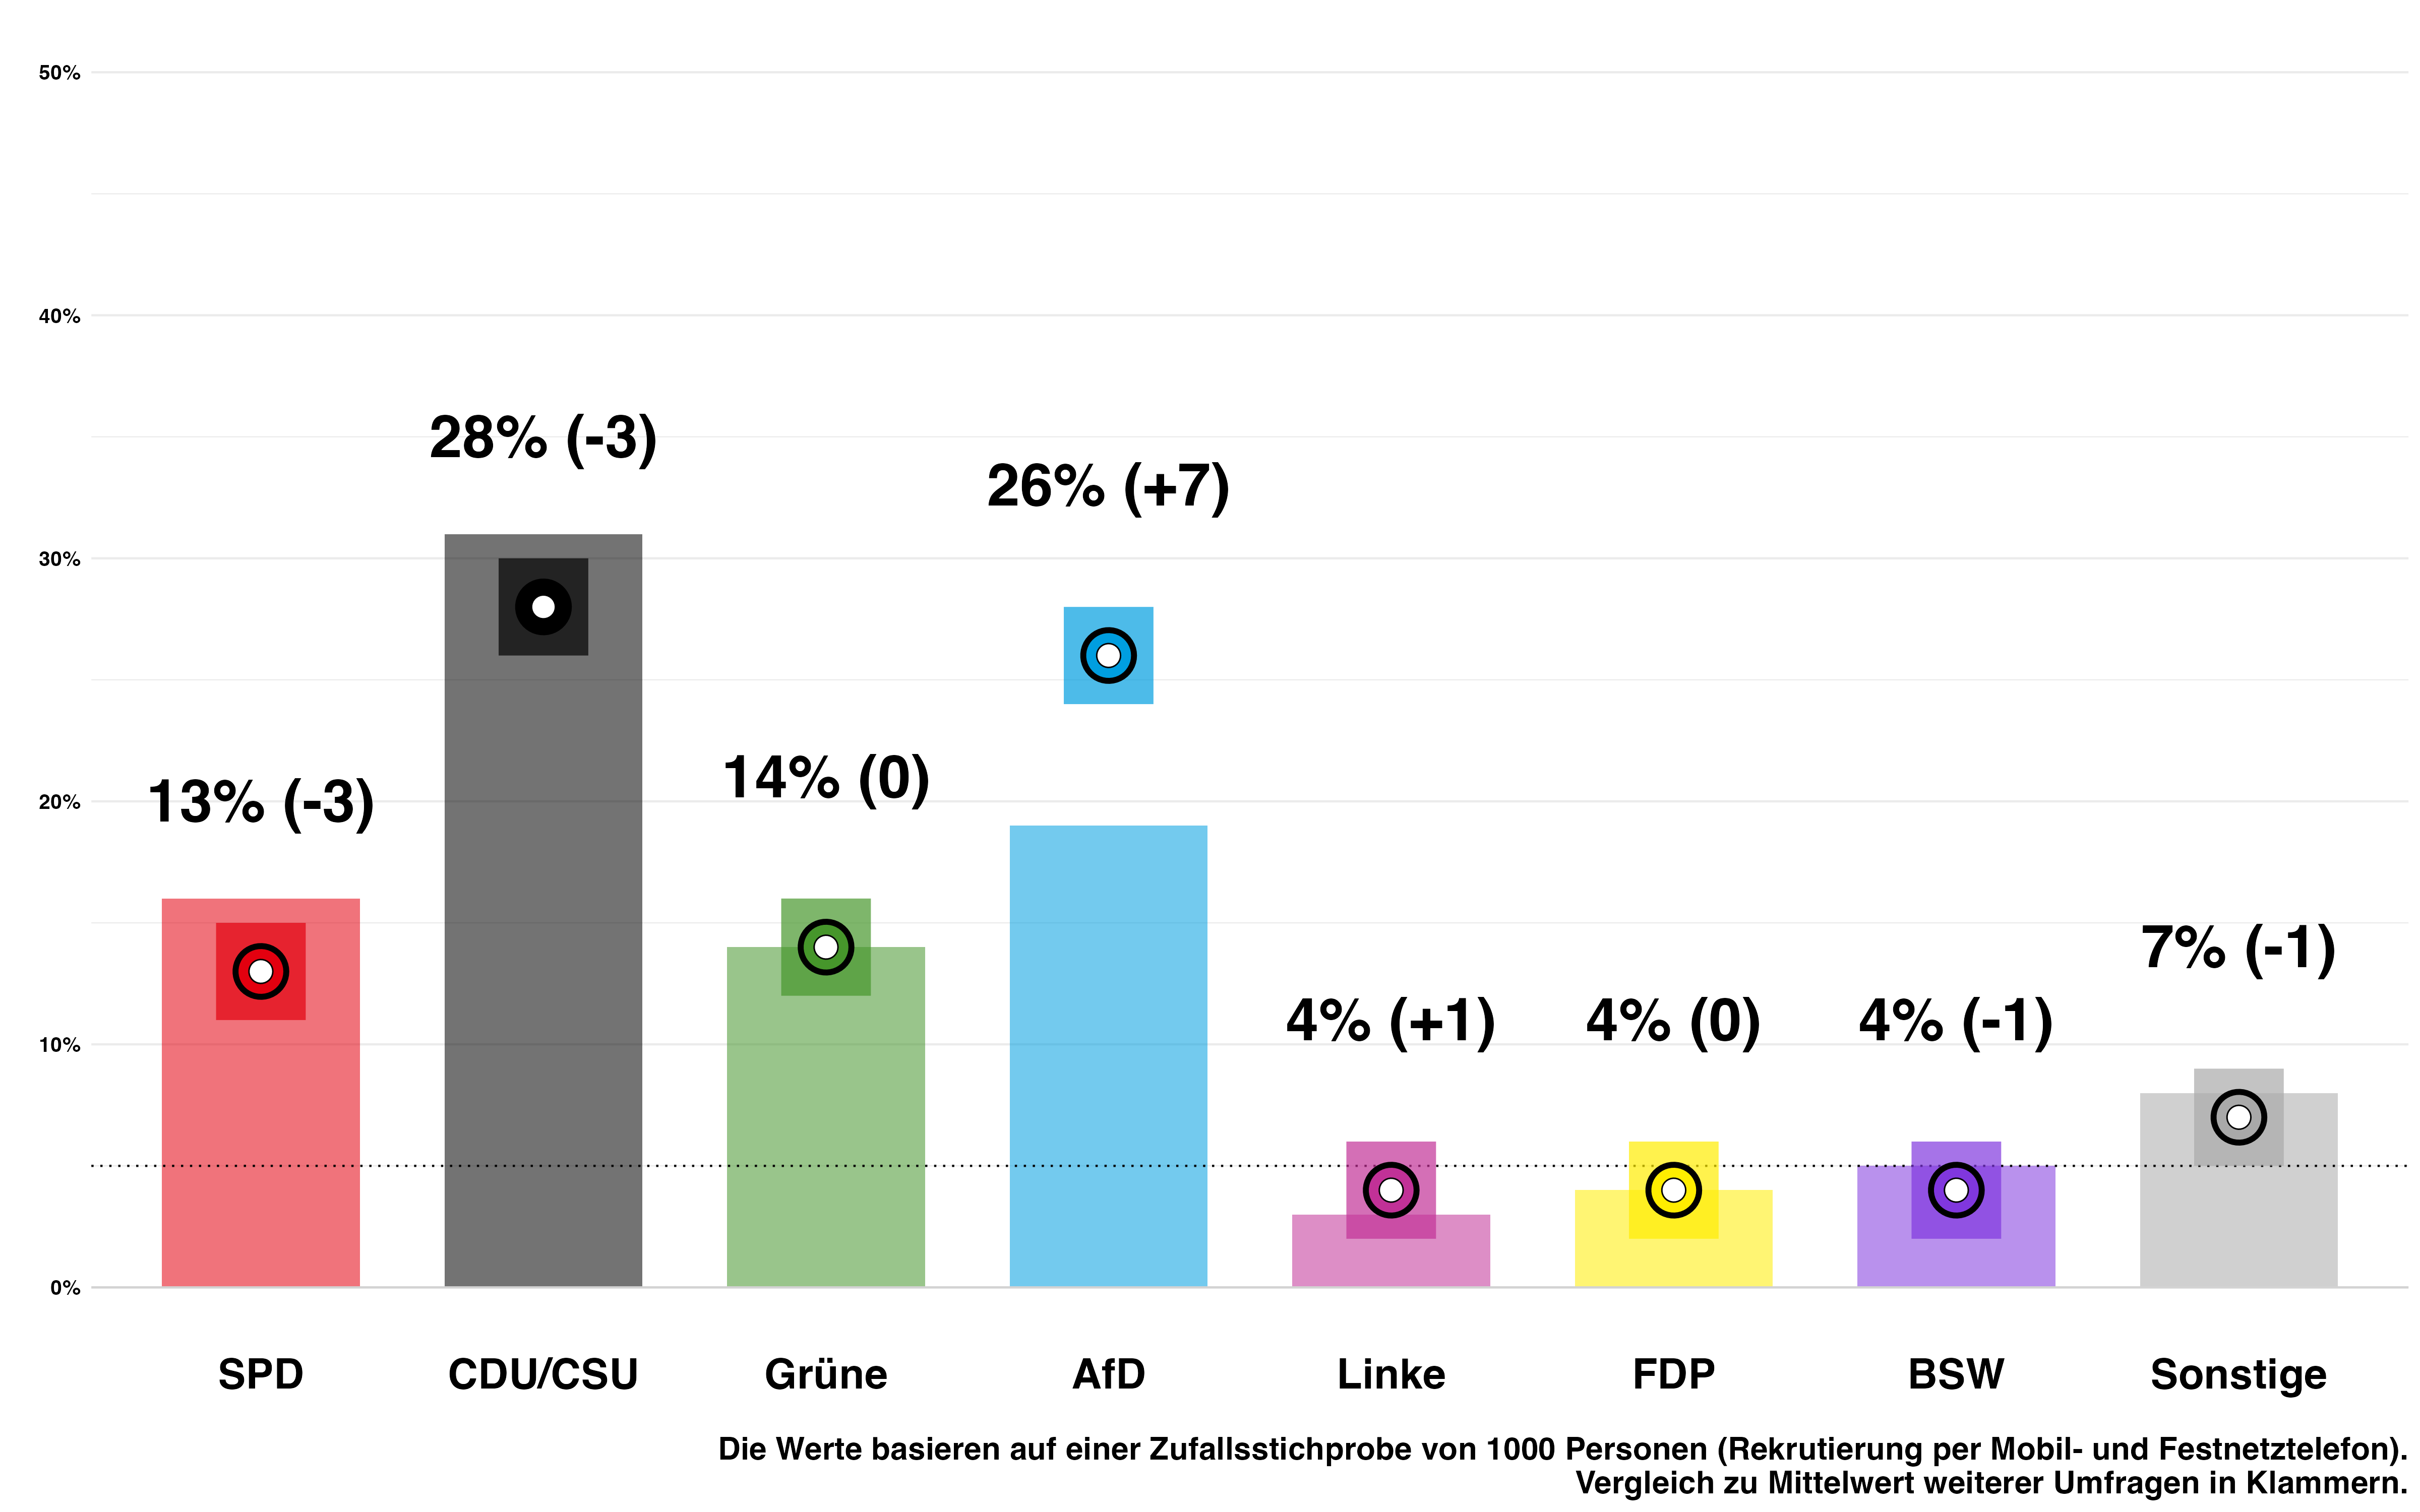 50%
40%
30%
20%
10%
0%
13% (-3)
28% (-3)
14% (0)
26% (+7)
4% (+1)
4% (0)
4% (-1)
7% (-1)
SPD
CDU/CSU
Grüne
AfD
Linke
FDP
BSW
Sonstige
Die Werte basieren auf einer Zufallsstichprobe von 1000 Personen (Rekrutierung per Mobil- und Festnetztelefon).
Vergleich zu Mittelwert weiterer Umfragen in Klammern.